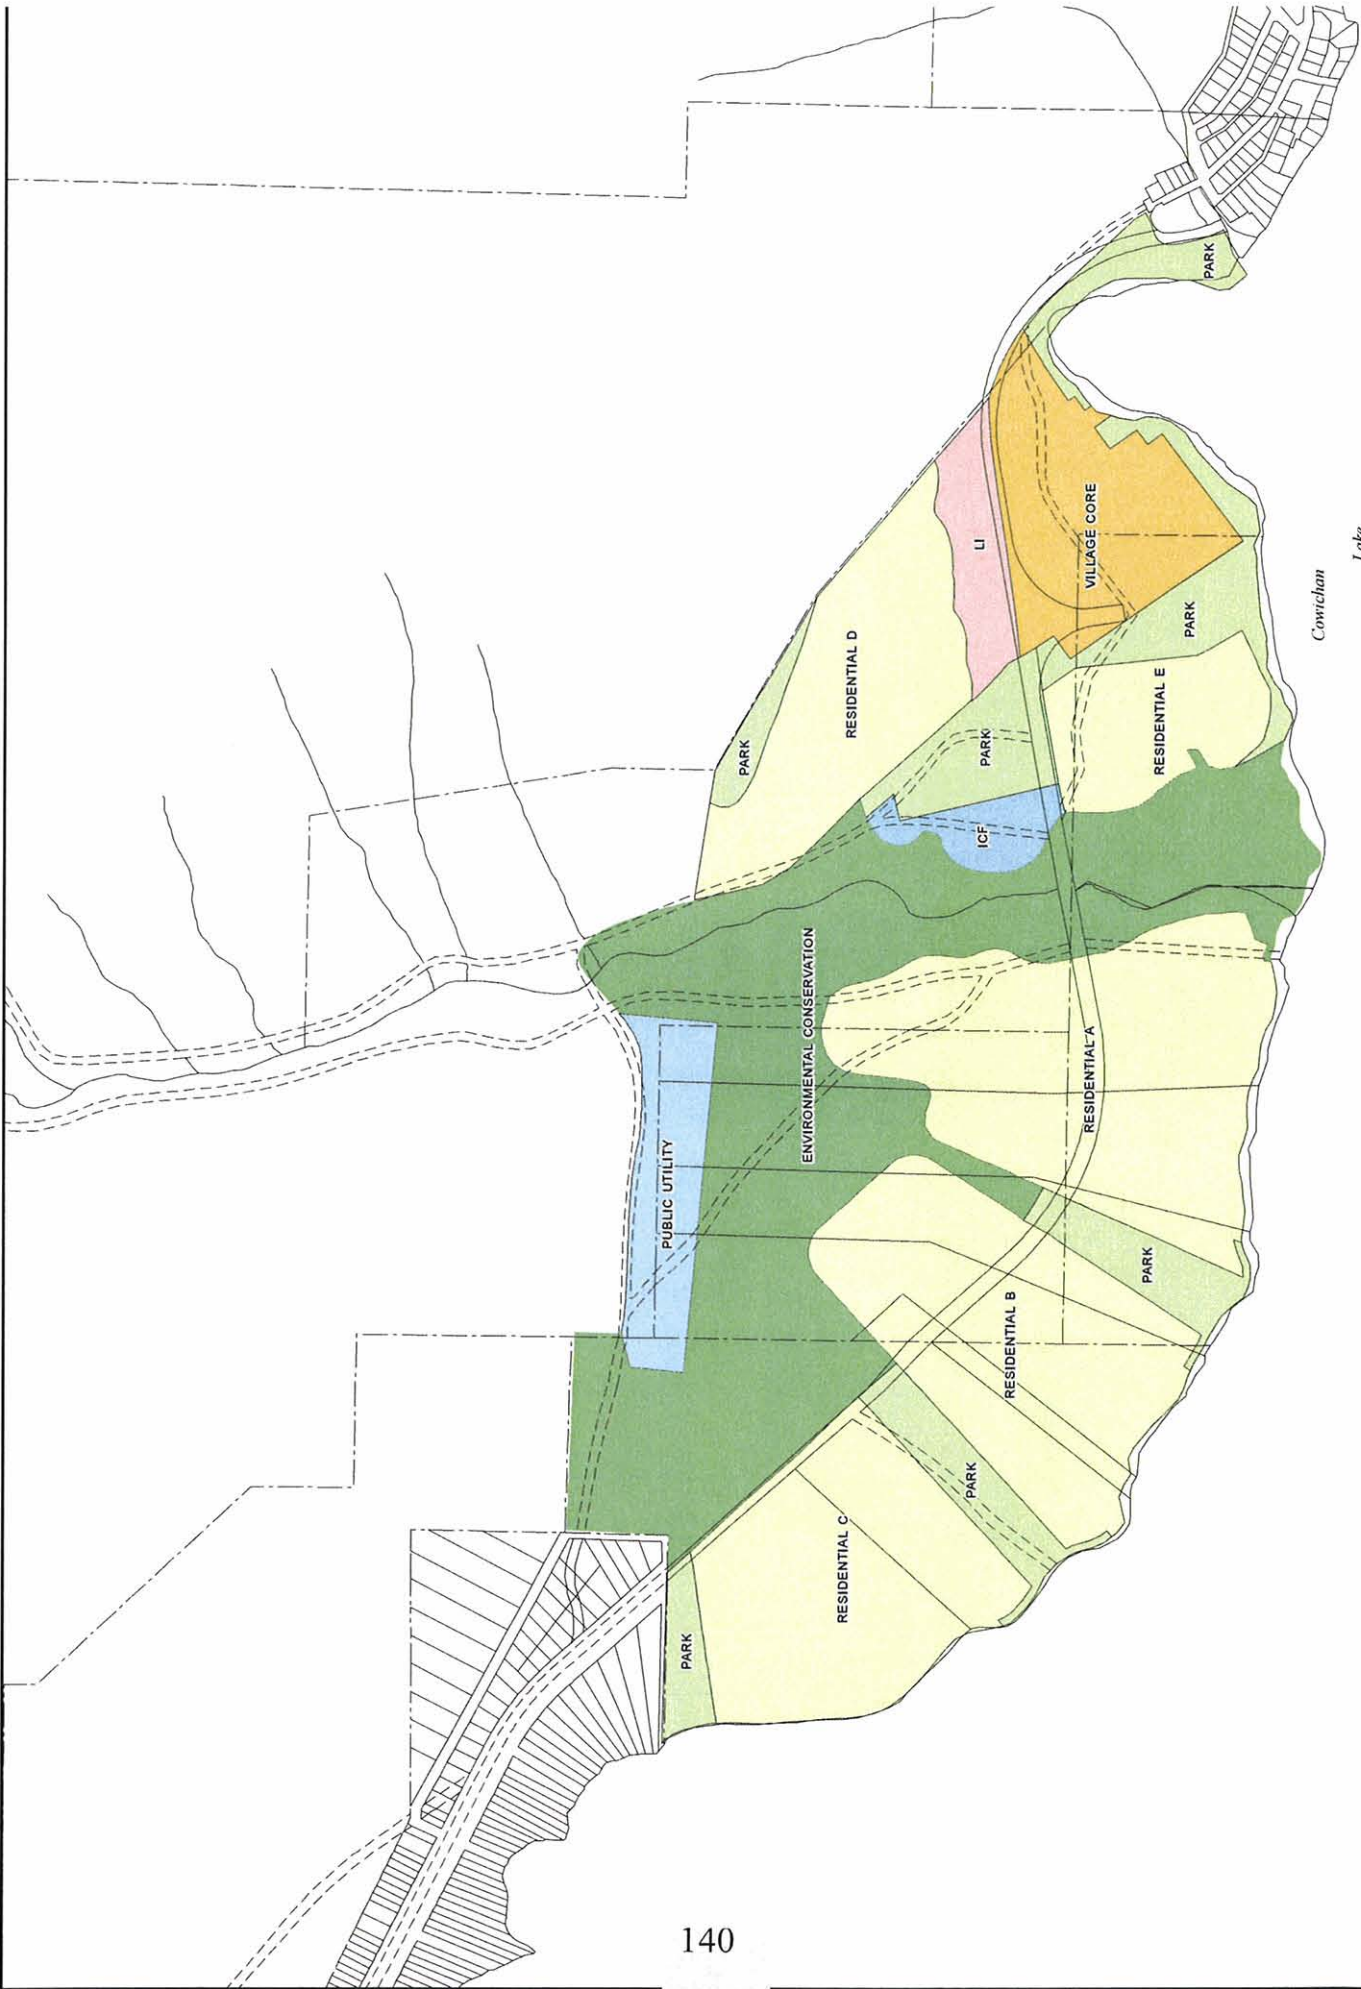 PARK
LI
VILLAGE CORE
RESIDENTIAL D
PARK
PARK
RESIDENTIAL E
PARK
ICF
Cowichan
Lake
ENVIRONMENTAL CONSERVATION
PUBLIC UTILITY
RESIDENTIAL A
PARK
RESIDENTIAL B
PARK
RESIDENTIAL C
PARK
140